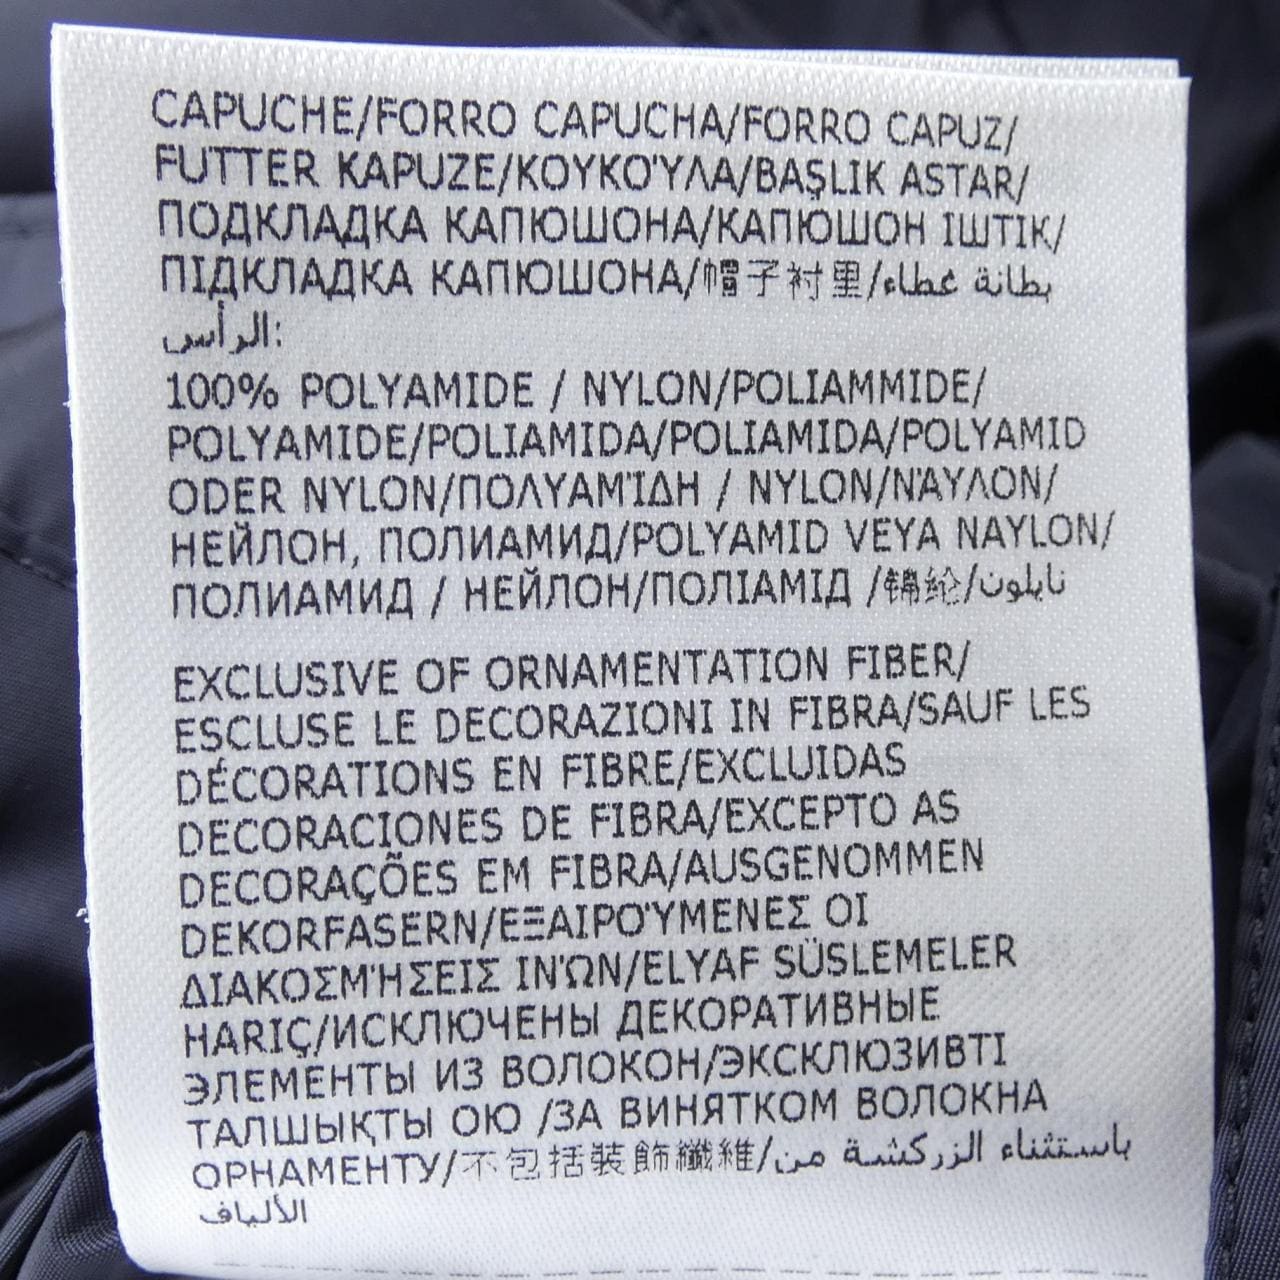 CAPUCHE/FORRO CAPUCHA/FORRO CAPUZ/
FUTTER KAPUZE/ΚΟΥΚΟΎΛΑ/BAŞLIK ASTAR/
ПОДКЛАДКА КАПЮШОНА/КАПЮШОН ІШТІК/
ПІДКЛАДКА КАПЮШОНА/帽子衬里/بطانة غطاء
الرأس:
100% POLYAMIDE / NYLON/POLIAMMIDE/
POLYAMIDE/POLIAMIDA/POLIAMIDA/POLYAMID
ODER NYLON/ΠΟΛΥΑΜΊΔΗ / NYLON/ΝΆΥΛΟΝ/
НЕЙЛОН, ПОЛИАМИД/POLYAMID VEYA NAYLON/
ПОЛИАМИД / НЕЙЛОН/ПОЛІАМІД /锦纶/نايلون
EXCLUSIVE OF ORNAMENTATION FIBER/
ESCLUSE LE DECORAZIONI IN FIBRA/SAUF LES
DÉCORATIONS EN FIBRE/EXCLUIDAS
DECORACIONES DE FIBRA/EXCEPTO AS
DECORAÇÕES EM FIBRA/AUSGENOMMEN
DEKORFASERN/ΕΞΑΙΡΟΎΜΕΝΕΣ ΟΙ
ΔΙΑΚΟΣΜΉΣΕΙΣ ΙΝΏΝ/ELYAF SÜSLEMELER
HARIÇ/ИСКЛЮЧЕНЫ ДЕКОРАТИВНЫЕ
ЭЛЕМЕНТЫ ИЗ ВОЛОКОН/ЭКСКЛЮЗИВТІ
ТАЛШЫҚТЫ ОЮ /ЗА ВИНЯТКОМ ВОЛОКНА
ОРНАМЕНТУ/不包括裝飾纖維/باستثناء الزركشة من
الألياف